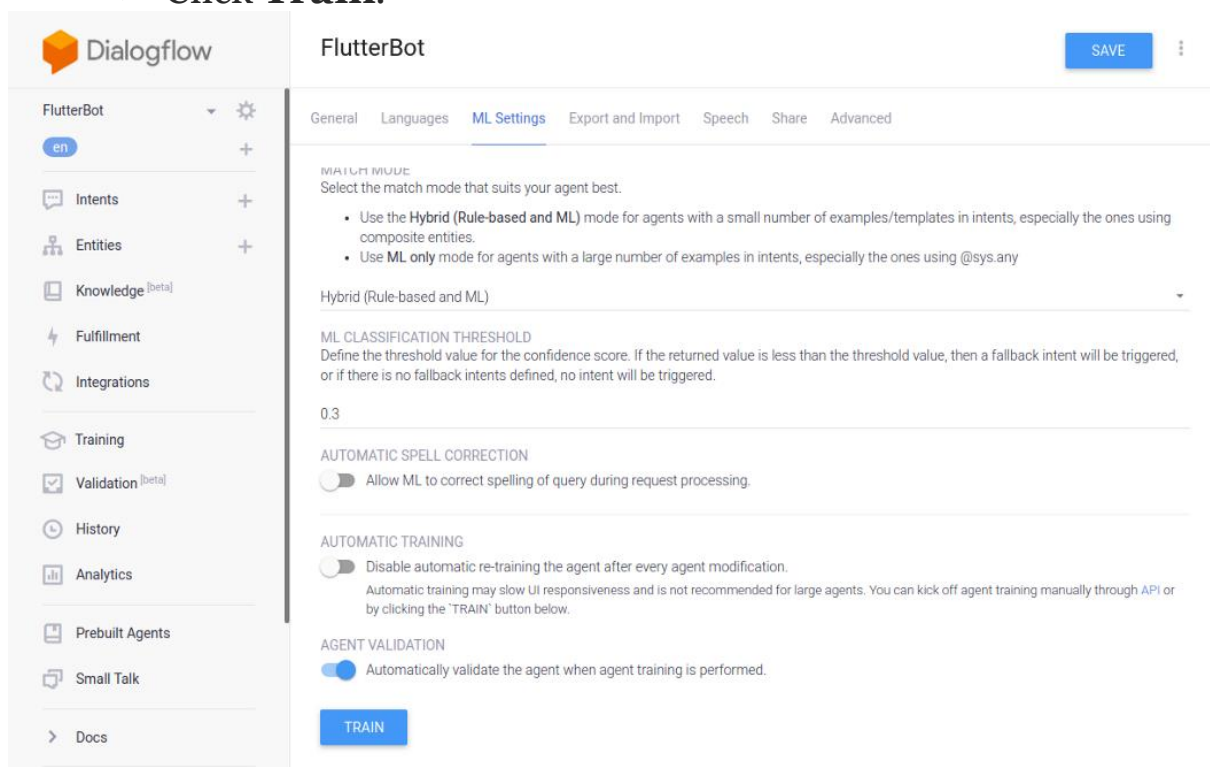 Click Train.
Dialogflow
FlutterBot
SAVE
FlutterBot
en
General Languages ML Settings Export and Import Speech Share Advanced
Intents
Entities
Knowledge [beta]
Fulfillment
Integrations
Training
Validation [beta]
History
Analytics
Prebuilt Agents
Small Talk
Docs
MATCH MODE
Select the match mode that suits your agent best.
• Use the Hybrid (Rule-based and ML) mode for agents with a small number of examples/templates in intents, especially the ones using
composite entities.
• Use ML only mode for agents with a large number of examples in intents, especially the ones using @sys.any
Hybrid (Rule-based and ML)
ML CLASSIFICATION THRESHOLD
Define the threshold value for the confidence score. If the returned value is less than the threshold value, then a fallback intent will be triggered,
or if there is no fallback intents defined, no intent will be triggered.
0.3
AUTOMATIC SPELL CORRECTION
Allow ML to correct spelling of query during request processing.
AUTOMATIC TRAINING
Disable automatic re-training the agent after every agent modification.
Automatic training may slow UI responsiveness and is not recommended for large agents. You can kick off agent training manually through API or
by clicking the `TRAIN` button below.
AGENT VALIDATION
Automatically validate the agent when agent training is performed.
TRAIN